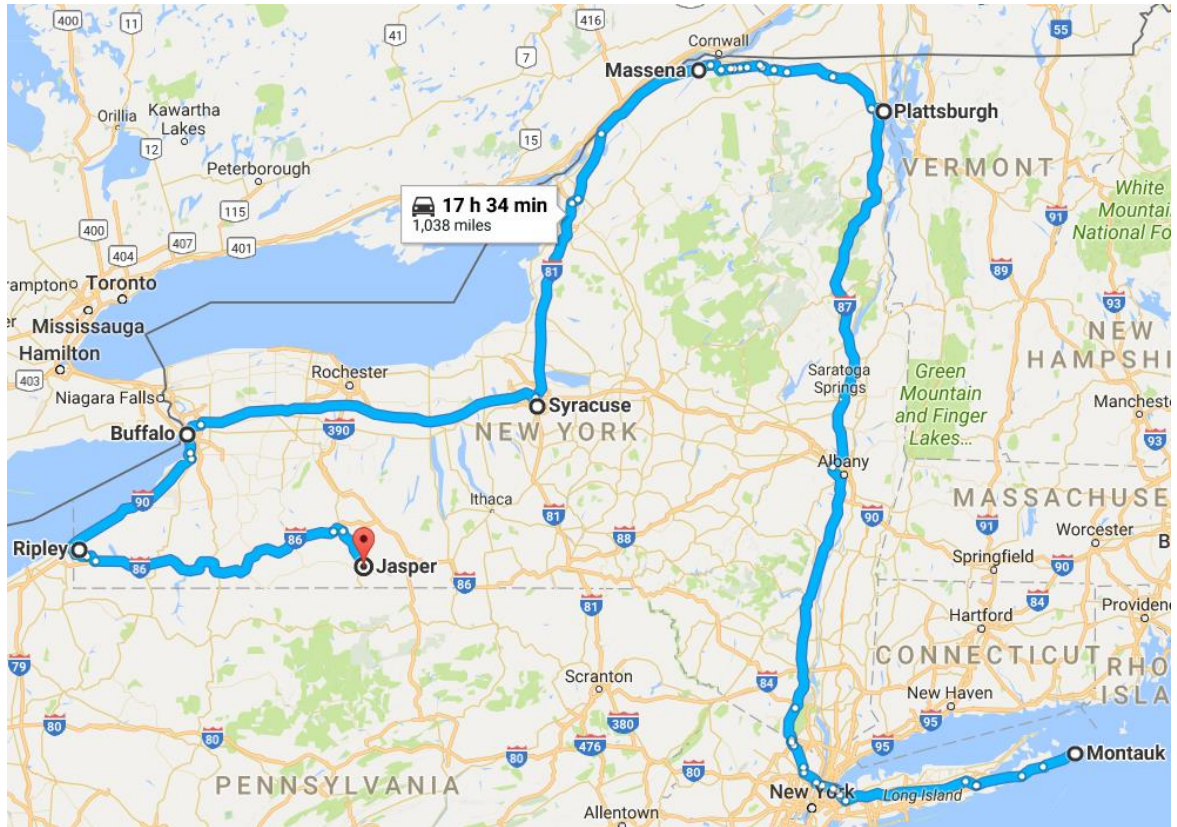 400
11
416
41
55
7
Cornwall
Massena
Orillia
Kawartha
Lakes
Plattsburgh
12
15
Peterborough
VERMONT
17 h 34 min
1,038 miles
White
Mountai
National Fo
115
91
400
407
401
404
81
89
rampton
Toronto
87
93
Mississauga
NEW
HAMPSHI
Hamilton
403
Rochester
Saratoga
Springs
Green
Mountain
and Finger
Lakes...
Niagara Falls
Syracuse
Manchest
Buffalo
390
NEW YORK
93
Albany
90
Ithaca
81
90
MASSACHUSE
91
Worcester
Ripley
86
88
B
86
Jasper
86
Springfield
81
84
Providenc
Hartford
79
Scranton
84
CONNECTICUT
RHO
ISLA
New Haven
80
80
380
95
476
80
95
Montauk
PENNSYLVANIA
80
New York
Long Island
Allentown